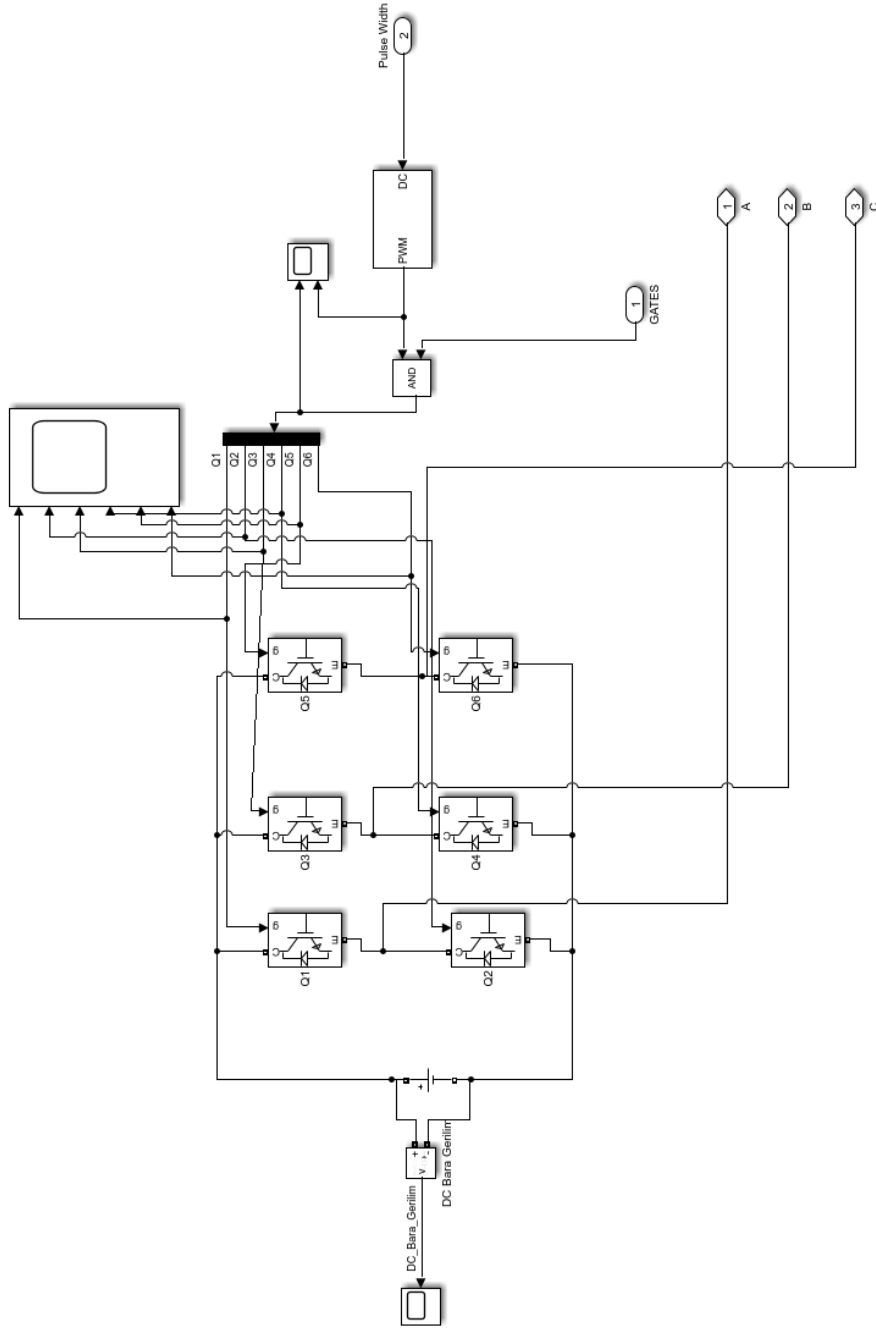 Pulse Width
2
DC
PWM
AND
1
GATES
Q1
Q2
Q3
Q4
Q5
Q6
g
C
E
Q5
g
C
E
Q6
g
C
E
Q3
g
C
E
Q4
g
C
E
Q1
g
C
E
Q2
1
A
2
B
3
C
+
+
v
+
-
DC Bara Gerilim
DC_Bara_Gerilim